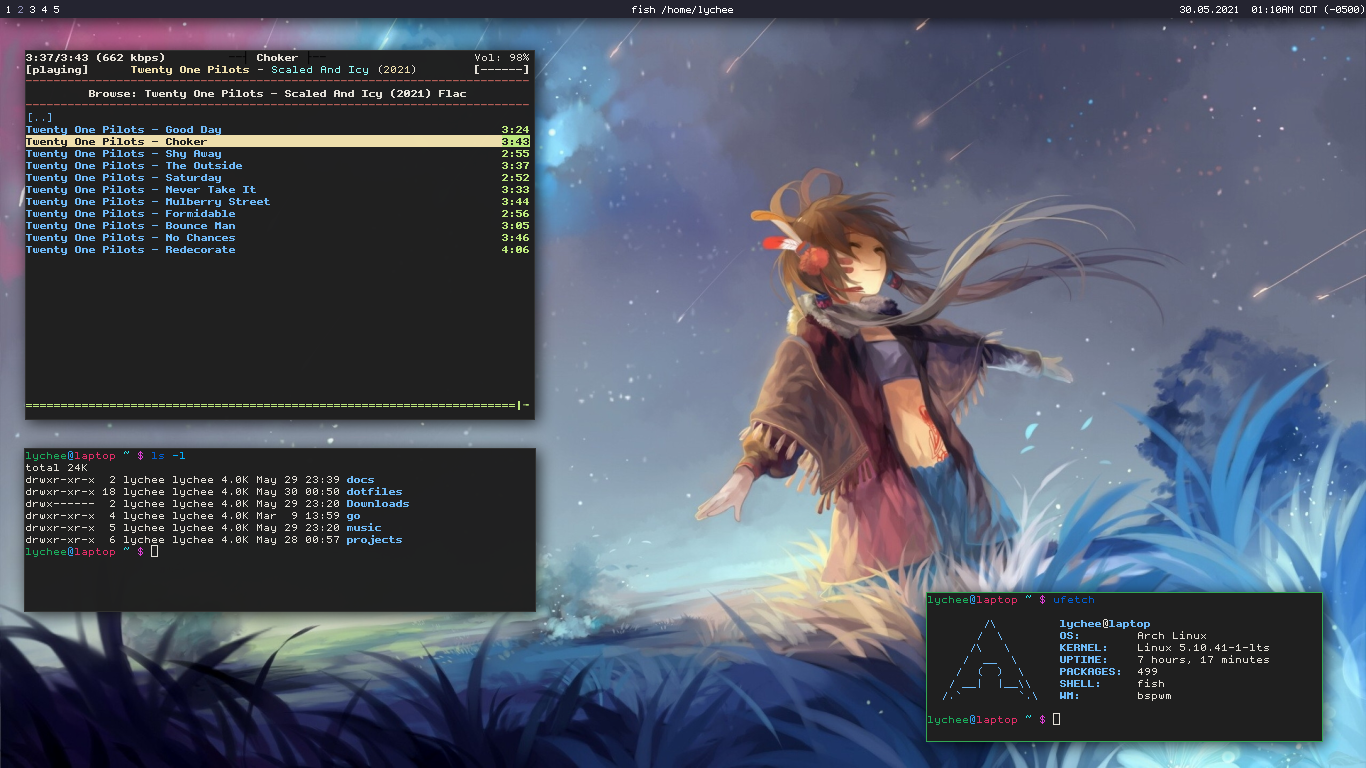 1 2 3 4 5 fish /home/lychee 30.05.2021 01:10AM CDT (-0500)
3:37/3:43 (662 kbps) Choker Vol: 98%
[playing] Twenty One Pilots - Scaled And Icy (2021) [------]
Browse: Twenty One Pilots - Scaled And Icy (2021) Flac
[..]
Twenty One Pilots - Good Day 3:24
Twenty One Pilots - Choker 3:43
Twenty One Pilots - Shy Away 2:55
Twenty One Pilots - The Outside 3:37
Twenty One Pilots - Saturday 2:52
Twenty One Pilots - Never Take It 3:33
Twenty One Pilots - Mulberry Street 3:44
Twenty One Pilots - Formidable 2:56
Twenty One Pilots - Bounce Man 3:05
Twenty One Pilots - No Chances 3:46
Twenty One Pilots - Redecorate 4:06
lychee@laptop ~ $ ls -l
total 24K
drwxr-xr-x 2 lychee lychee 4.0K May 29 23:39 docs
drwxr-xr-x 18 lychee lychee 4.0K May 30 00:50 dotfiles
drwx------ 2 lychee lychee 4.0K May 29 23:20 Downloads
drwxr-xr-x 4 lychee lychee 4.0K Mar 9 13:59 go
drwxr-xr-x 5 lychee lychee 4.0K May 29 23:20 music
drwxr-xr-x 6 lychee lychee 4.0K May 28 00:57 projects
lychee@laptop ~ $
lychee@laptop ~ $ ufetch
lychee@laptop
OS: Arch Linux
KERNEL: Linux 5.10.41-1-lts
UPTIME: 7 hours, 17 minutes
PACKAGES: 499
SHELL: fish
WM: bspwm
lychee@laptop ~ $